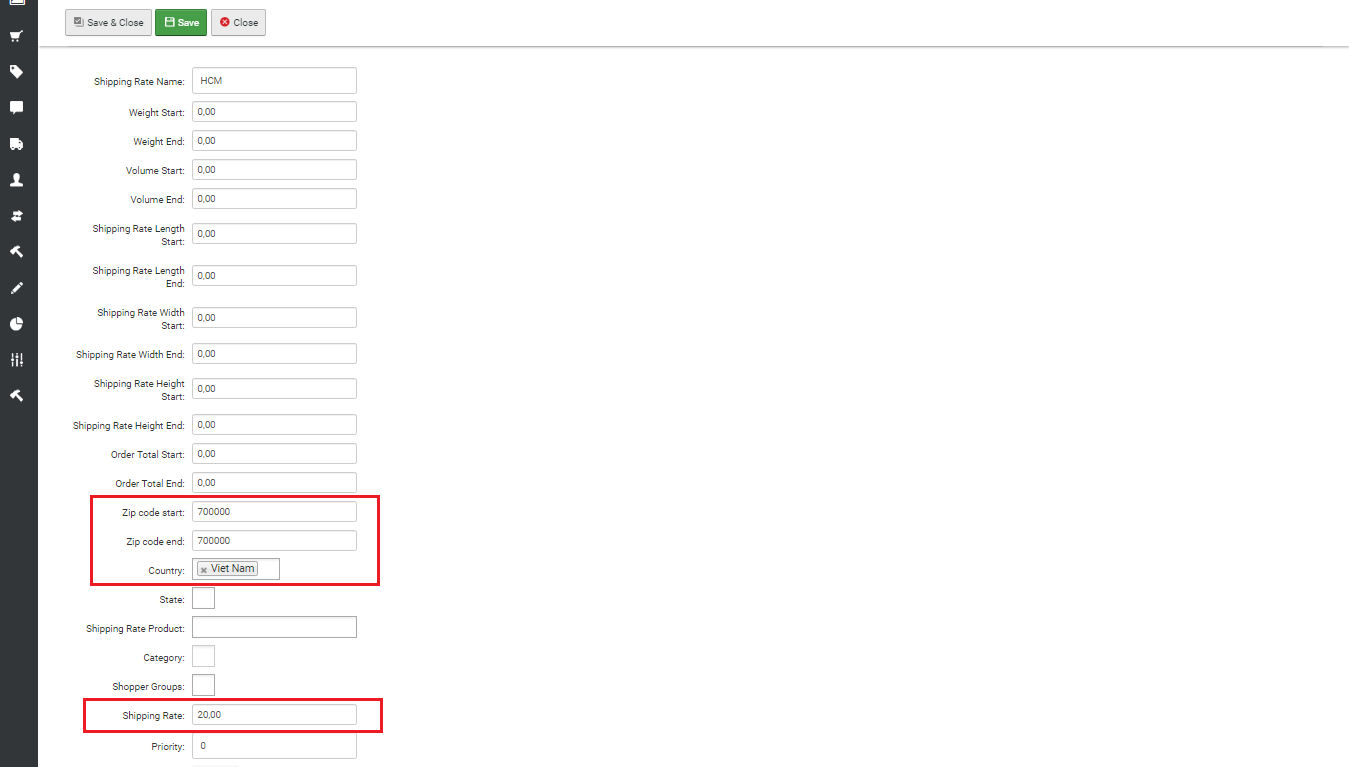 Save & Close Save Close
Shipping Rate Name: HCM
Weight Start: 0,00
Weight End: 0,00
Volume Start: 0,00
Volume End: 0,00
Shipping Rate Length
Start: 0,00
Shipping Rate Length
End: 0,00
Shipping Rate Width
Start: 0,00
Shipping Rate Width End: 0,00
Shipping Rate Height
Start: 0,00
Shipping Rate Height End: 0,00
Order Total Start: 0,00
Order Total End: 0,00
Zip code start: 700000
Zip code end: 700000
Country: Viet Nam
State:
Shipping Rate Product:
Category:
Shopper Groups:
Shipping Rate: 20,00
Priority: 0